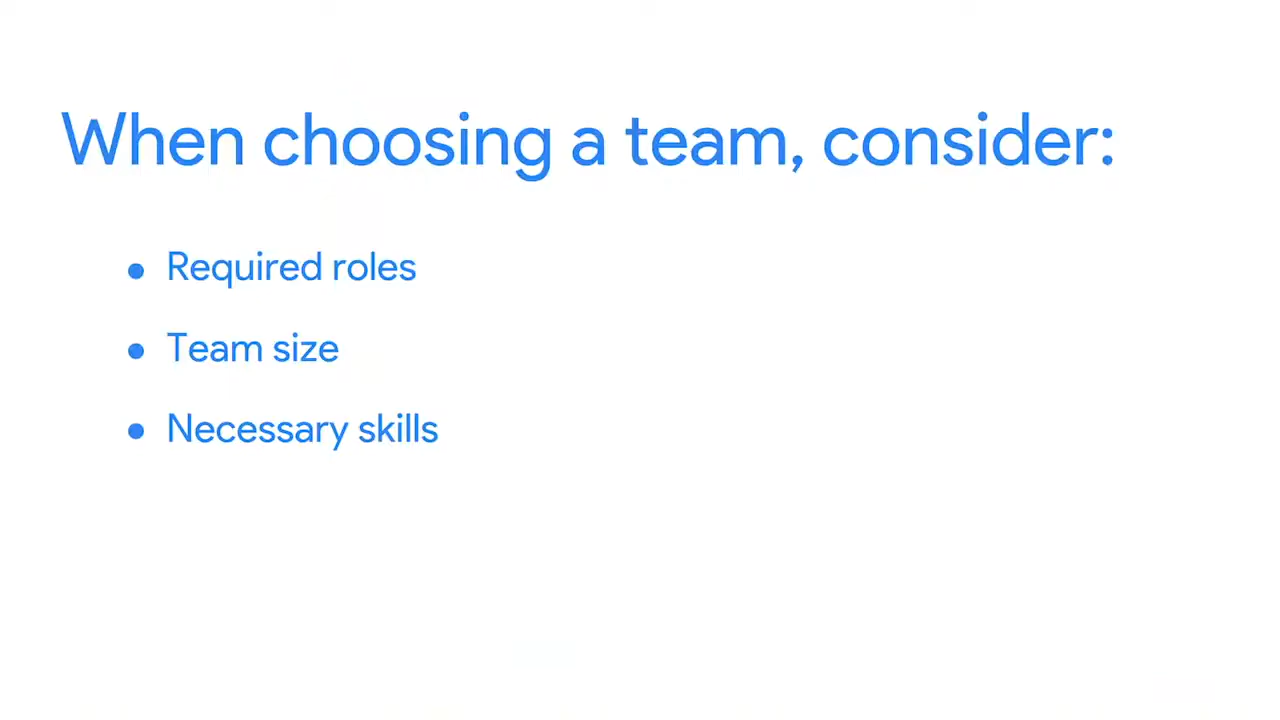 When choosing a team, consider:
● Required roles
● Team size
● Necessary skills